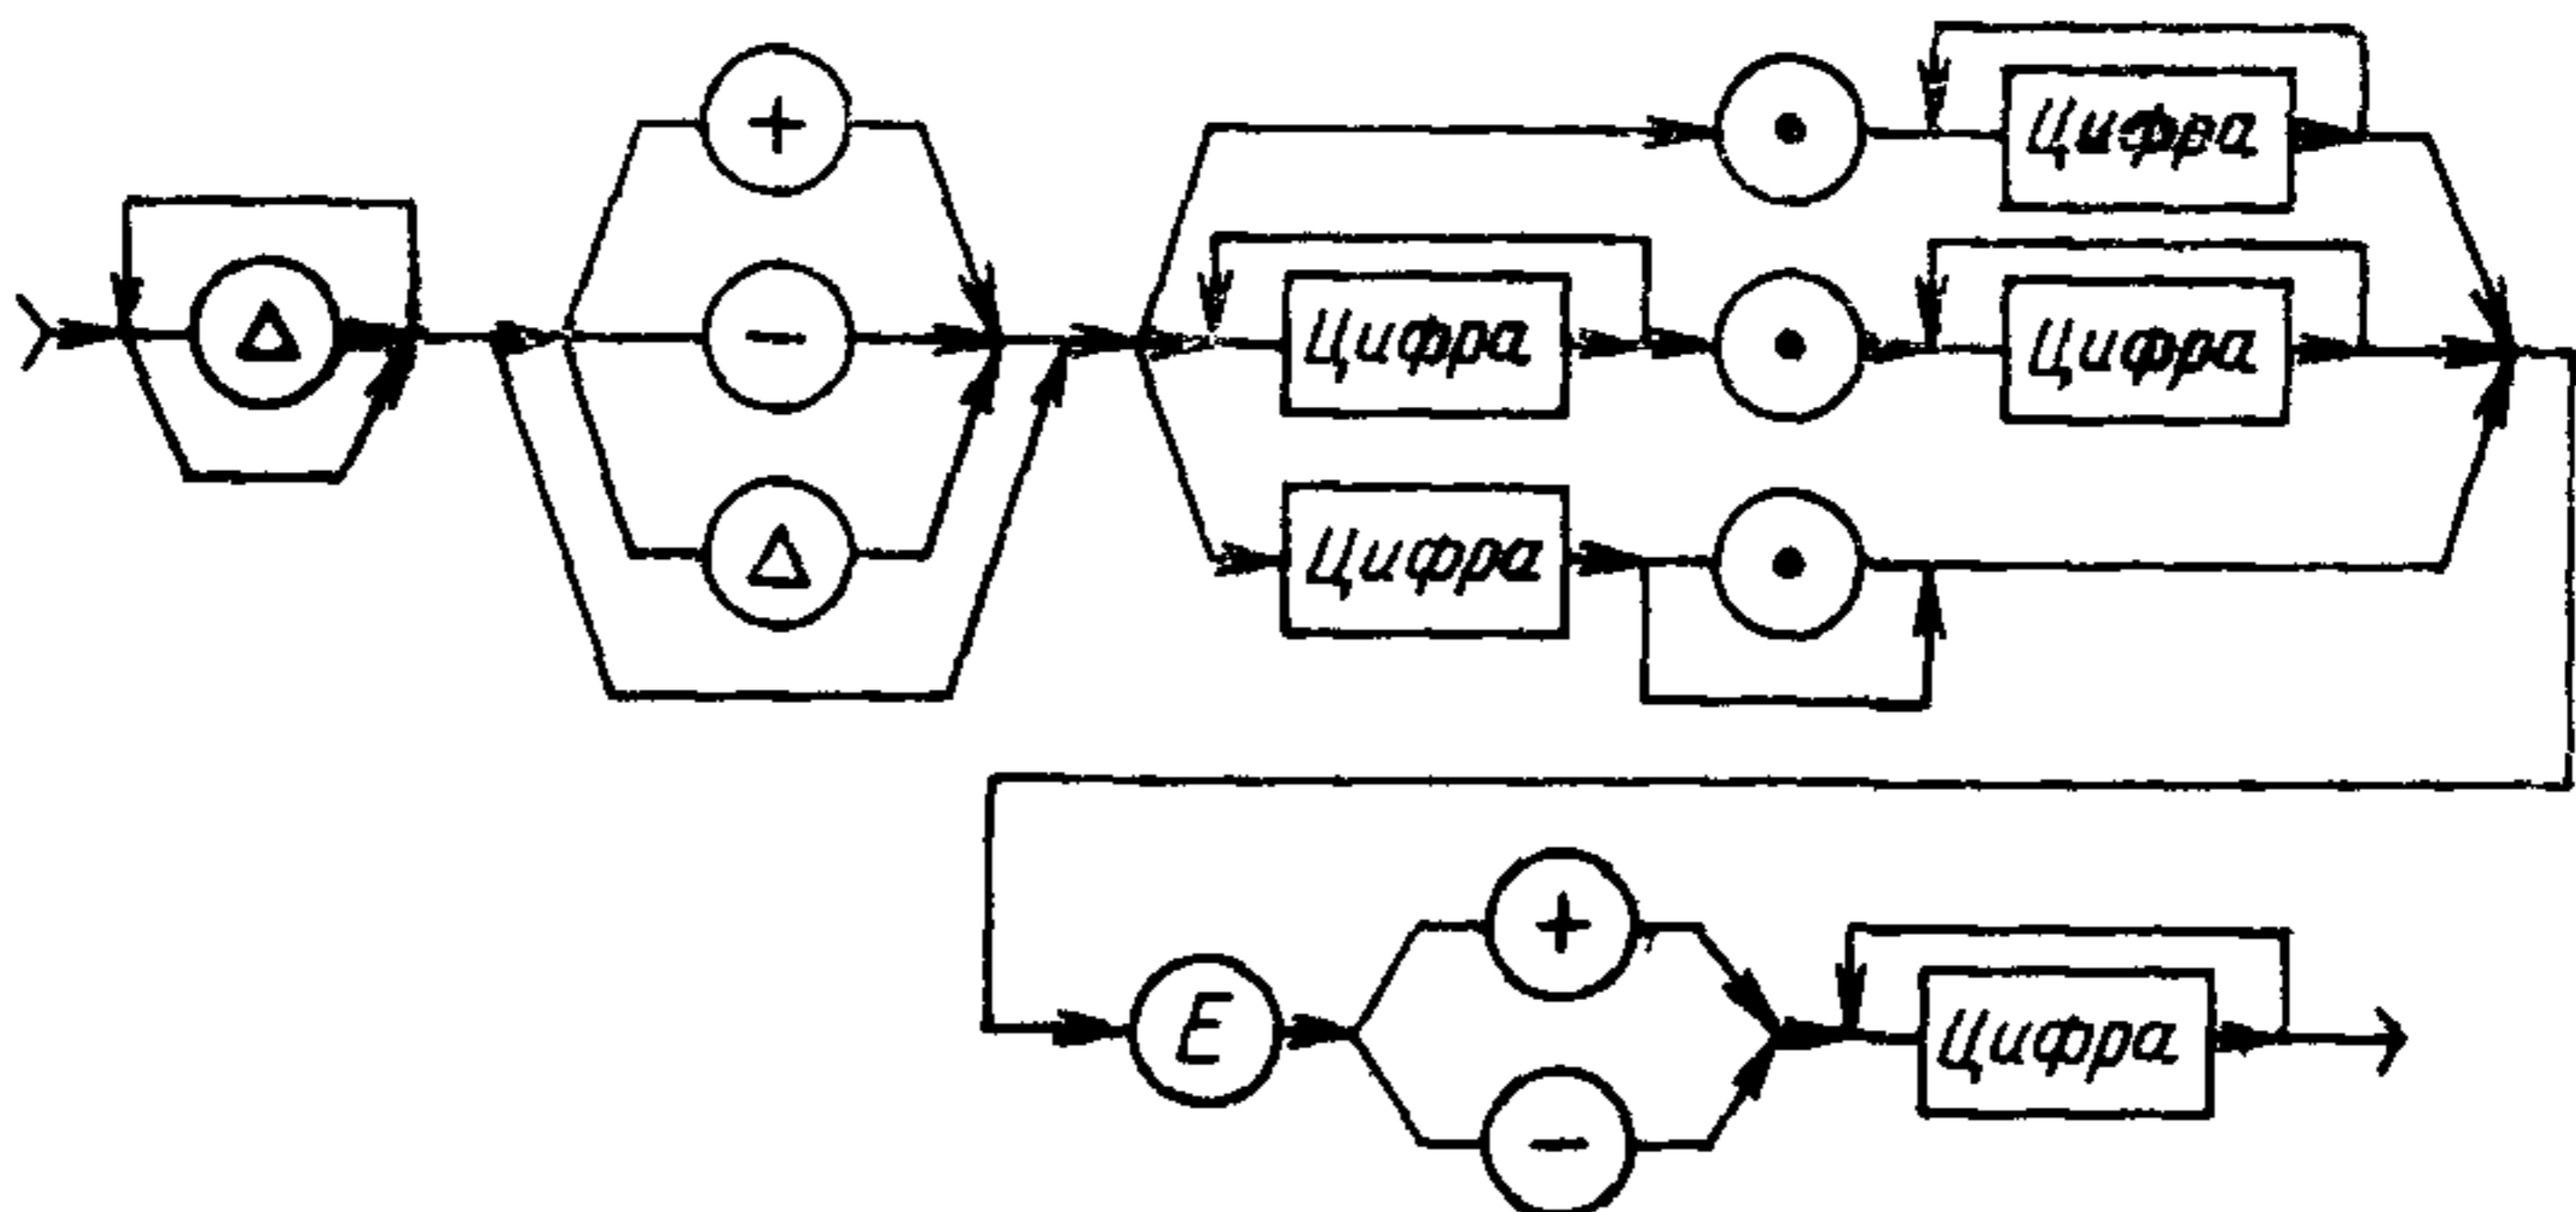 + • Цифра
Δ − Цифра • Цифра
Δ Цифра •
+
E Цифра
−